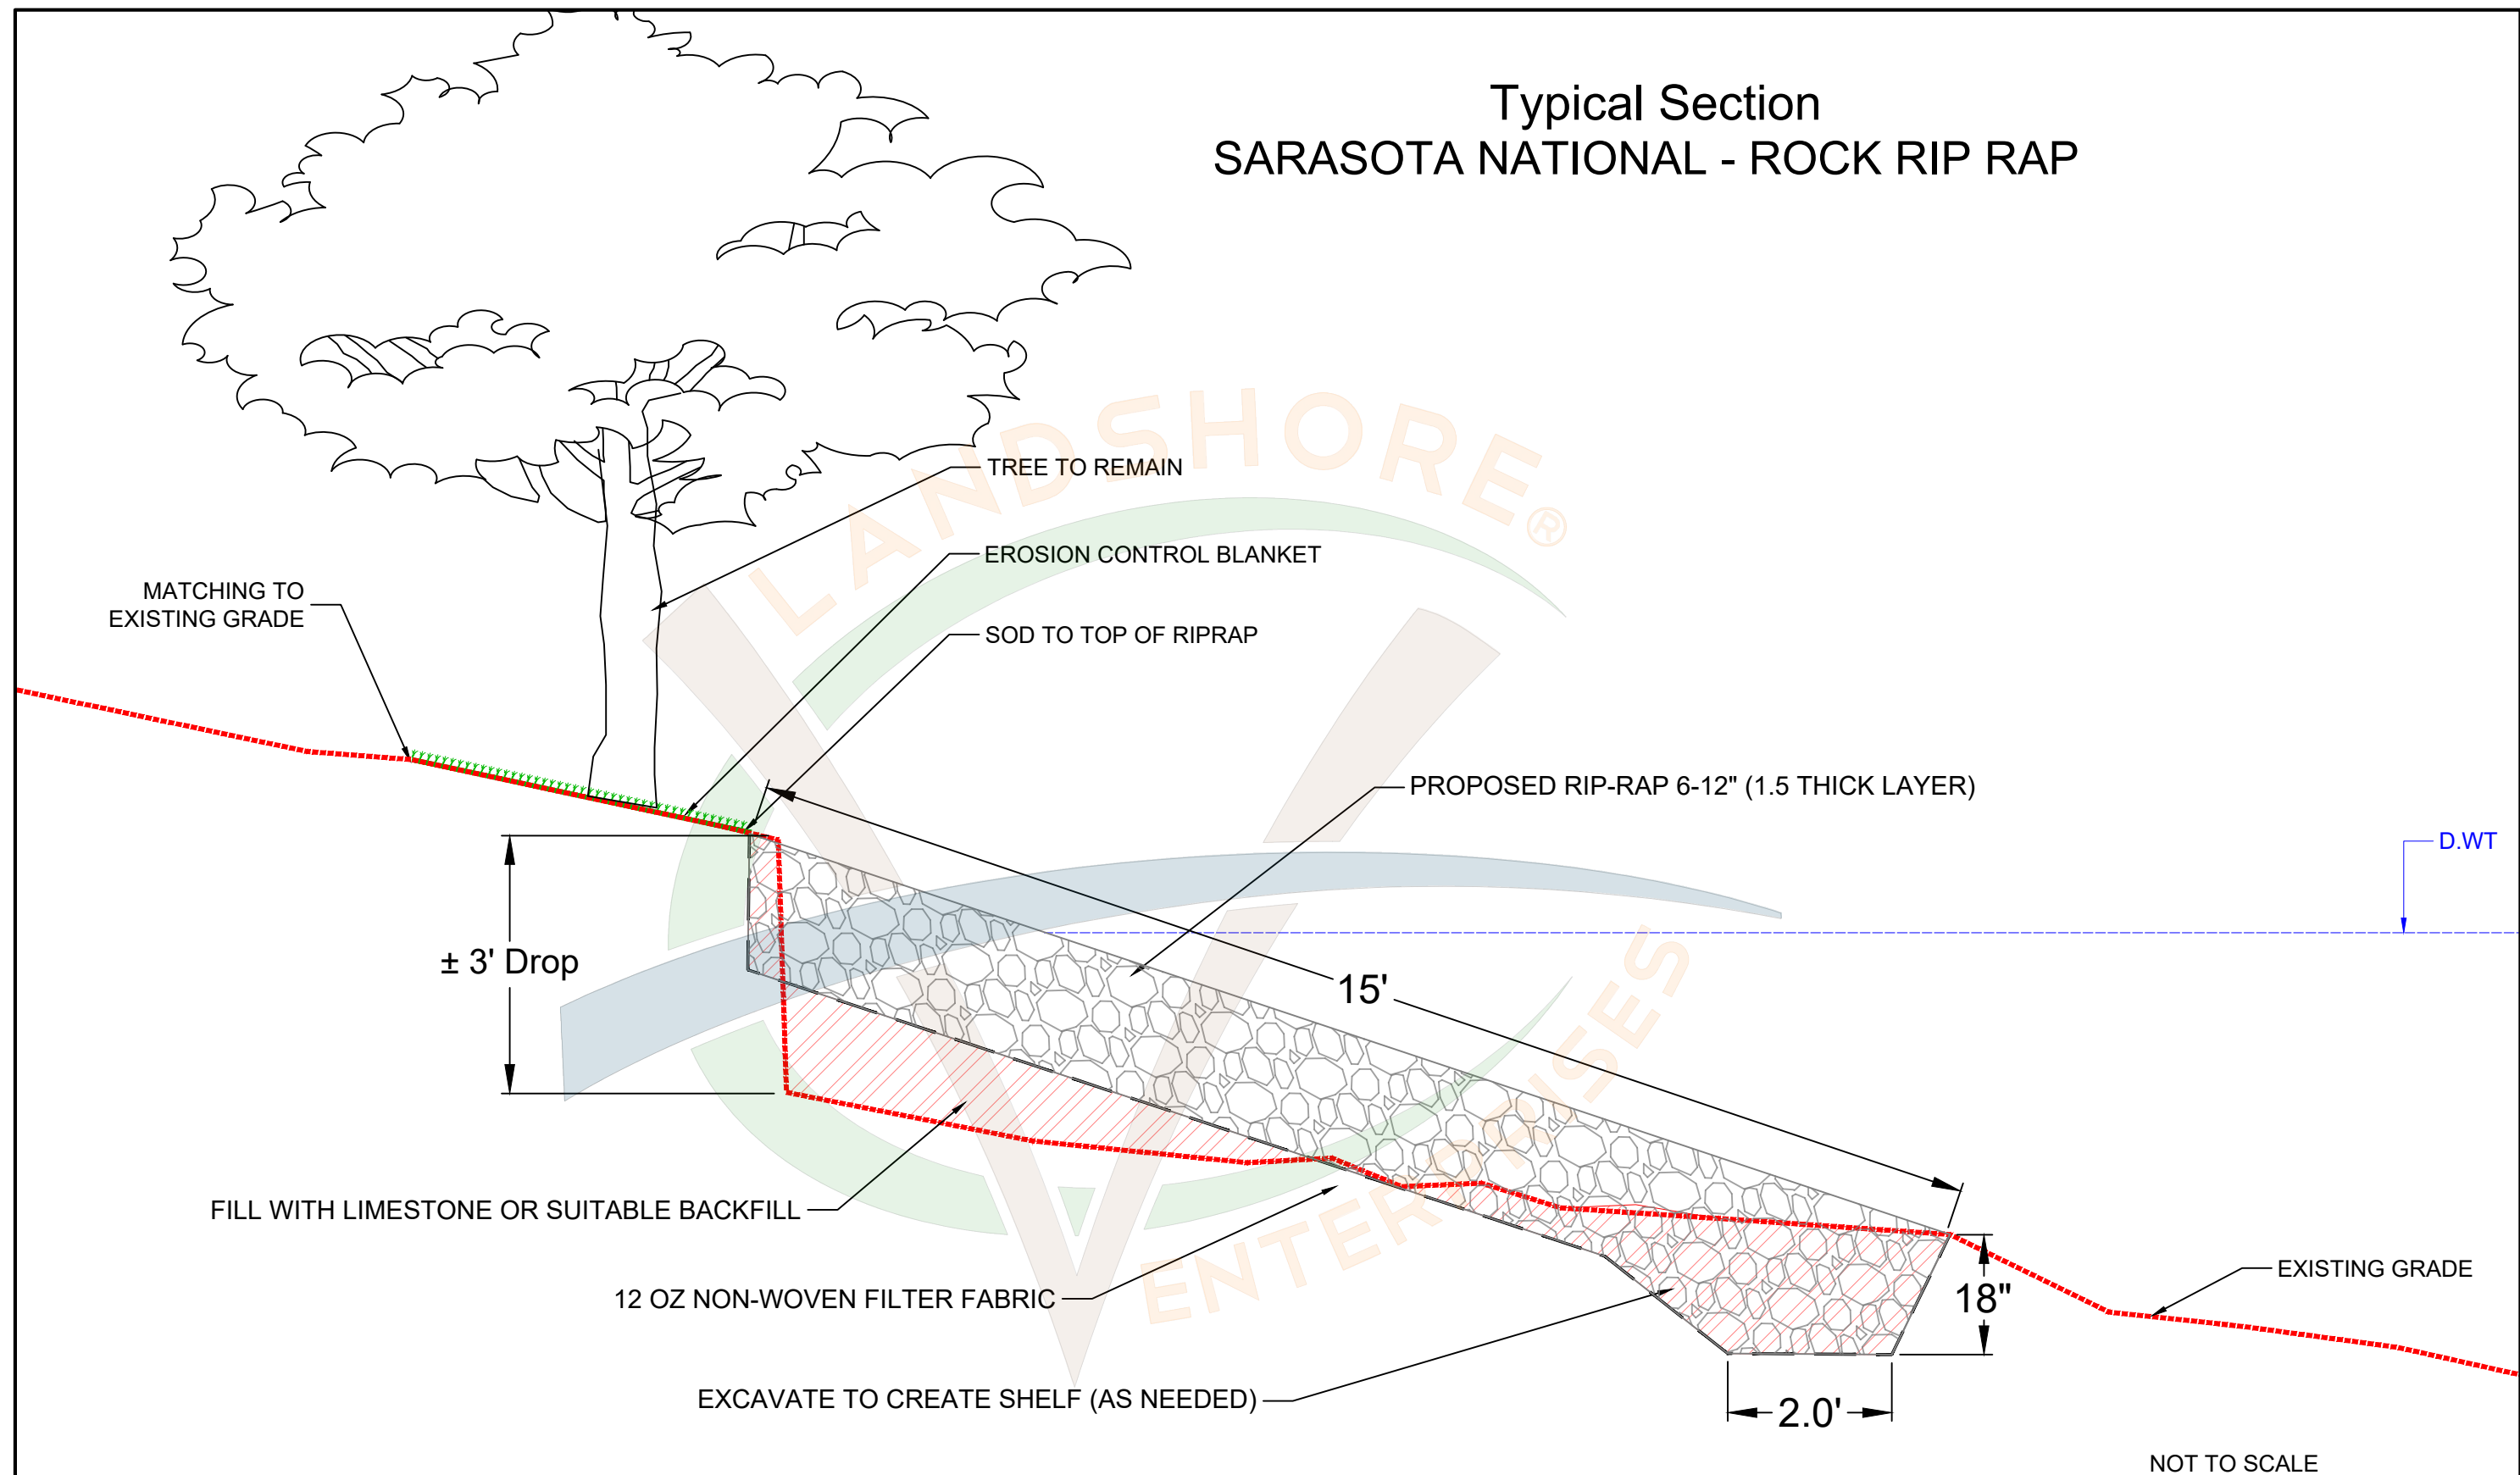 Typical Section
SARASOTA NATIONAL - ROCK RIP RAP
LANDSHORE®
TREE TO REMAIN
EROSION CONTROL BLANKET
MATCHING TO
EXISTING GRADE
SOD TO TOP OF RIPRAP
PROPOSED RIP-RAP 6-12" (1.5 THICK LAYER)
D.WT
± 3' Drop
15'
FILL WITH LIMESTONE OR SUITABLE BACKFILL
ENTERPRISES
12 OZ NON-WOVEN FILTER FABRIC
EXISTING GRADE
18"
EXCAVATE TO CREATE SHELF (AS NEEDED)
2.0'
NOT TO SCALE